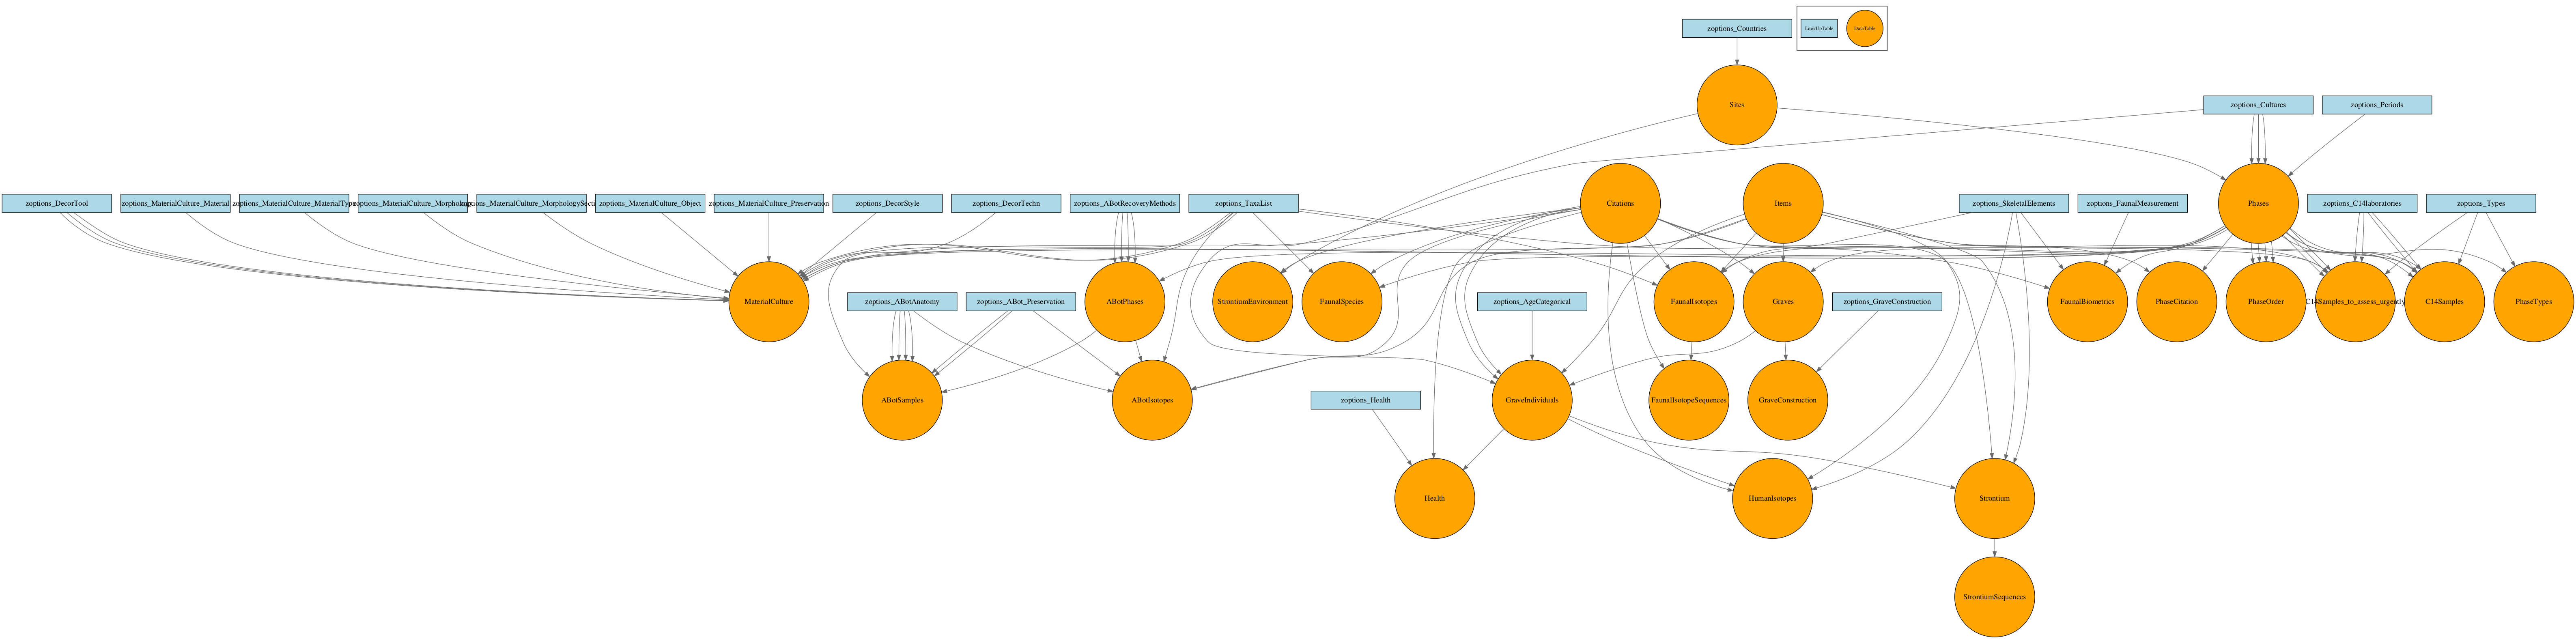 zoptions_Countries
LookUpTable
DataTable
Sites
zoptions_Cultures
zoptions_Periods
zoptions_DecorTool
zoptions_MaterialCulture_Material
zoptions_MaterialCulture_MaterialType
zoptions_MaterialCulture_Morphology
zoptions_MaterialCulture_Object
zoptions_MaterialCulture_Preservation
zoptions_DecorStyle
zoptions_DecorTechn
zoptions_ABotRecoveryMethods
zoptions_TaxaList
Citations
Items
zoptions_SkeletalElements
zoptions_FaunalMeasurement
Phases
zoptions_C14laboratories
zoptions_Types
MaterialCulture
zoptions_ABotAnatomy
zoptions_ABot_Preservation
ABotPhases
StrontiumEnvironment
FaunalSpecies
zoptions_AgeCategorical
FaunalIsotopes
Graves
zoptions_GraveConstruction
FaunalBiometrics
PhaseCitation
PhaseOrder
C14Samples_to_assess_urgently
C14Samples
PhaseTypes
ABotSamples
ABotIsotopes
zoptions_Health
GraveIndividuals
FaunalIsotopeSequences
GraveConstruction
Health
HumanIsotopes
Strontium
StrontiumSequences